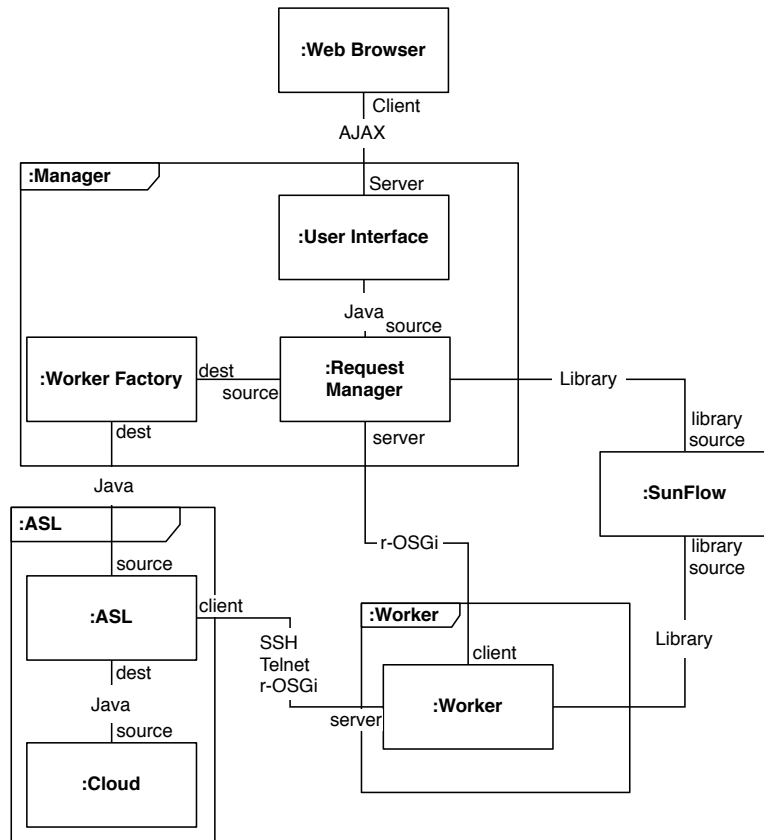 :Web Browser
Client
AJAX
:Manager
Server
:User Interface
Java
source
:Worker Factory
dest
source
:Request
Manager
Library
dest
server
library
source
Java
:SunFlow
:ASL
r-OSGi
library
source
source
:ASL
client
:Worker
SSH
Telnet
r-OSGi
client
Library
dest
Java
server
:Worker
source
:Cloud